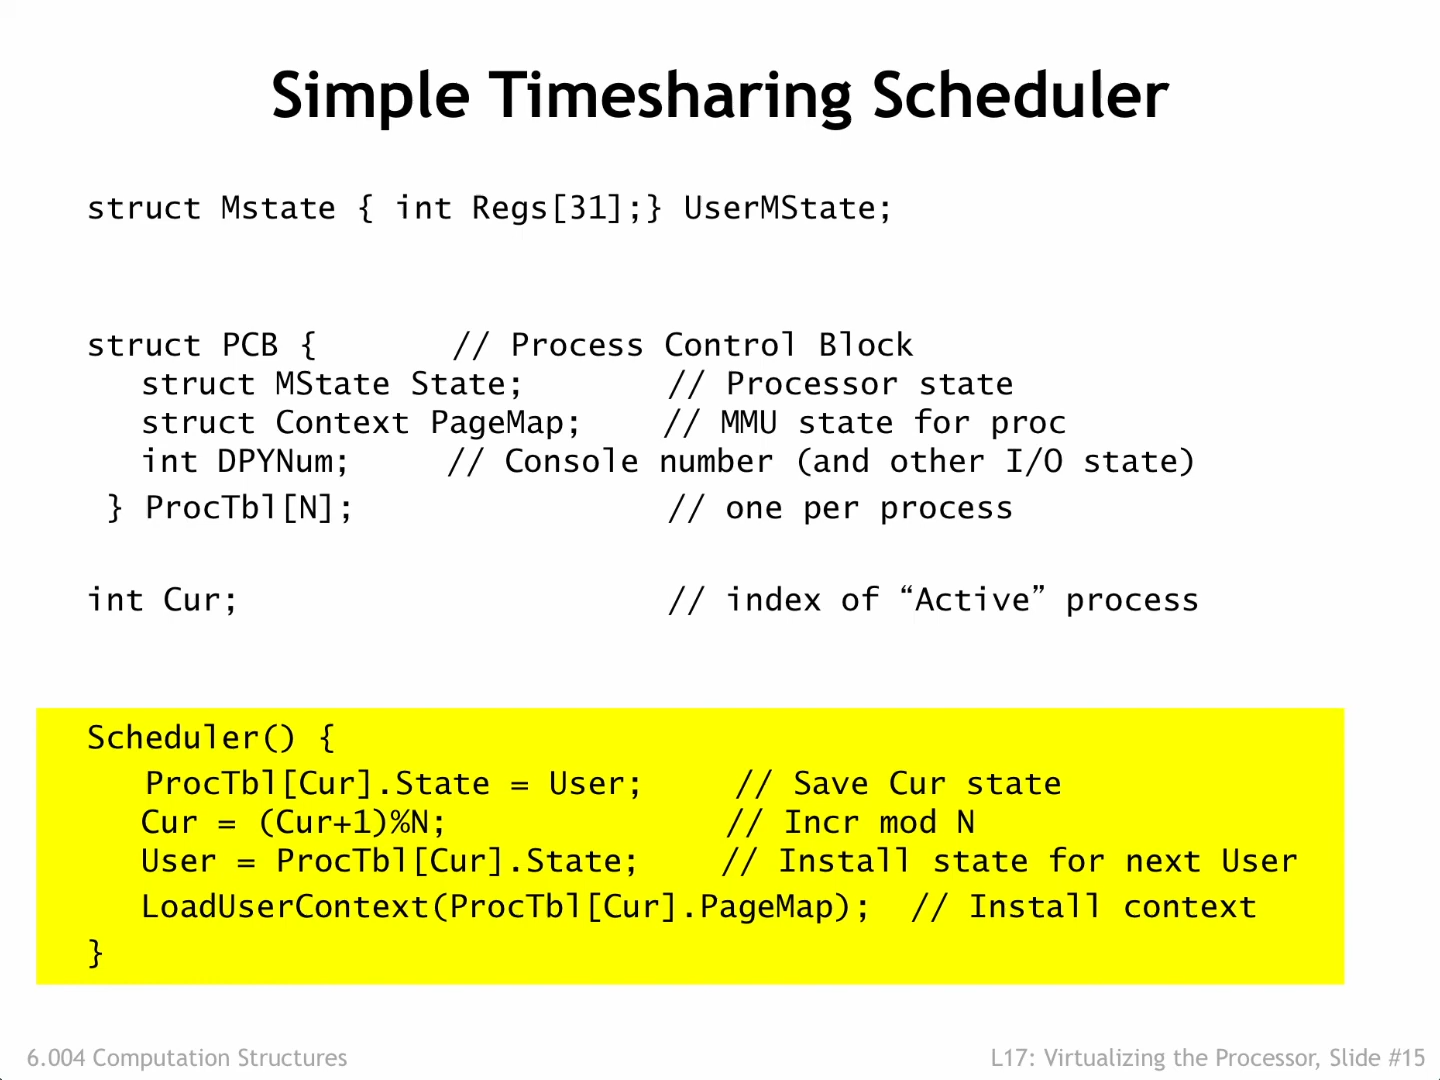 Simple Timesharing Scheduler
struct Mstate { int Regs[31];} UserMState;
struct PCB { // Process Control Block
struct MState State; // Processor state
struct Context PageMap; // MMU state for proc
int DPYNum; // Console number (and other I/O state)
} ProcTbl[N]; // one per process
int Cur; // index of “Active” process
Scheduler() {
ProcTbl[Cur].State = User; // Save Cur state
Cur = (Cur+1)%N; // Incr mod N
User = ProcTbl[Cur].State; // Install state for next User
LoadUserContext(ProcTbl[Cur].PageMap); // Install context
}
6.004 Computation Structures
L17: Virtualizing the Processor, Slide #15